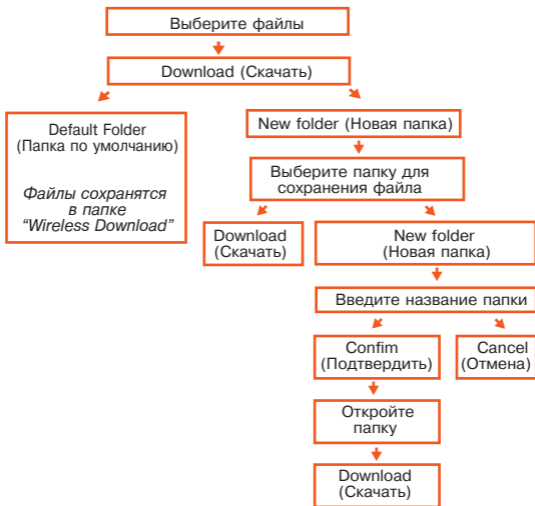 Выберите файлы
Download (Скачать)
Default Folder
(Папка по умолчанию)
Файлы сохранятся
в папке
“Wireless Download”
New folder (Новая папка)
Выберите папку для
сохранения файла
Download
(Скачать)
New folder
(Новая папка)
Введите название папки
Confim
(Подтвердить)
Cancel
(Отмена)
Откройте
папку
Download
(Скачать)